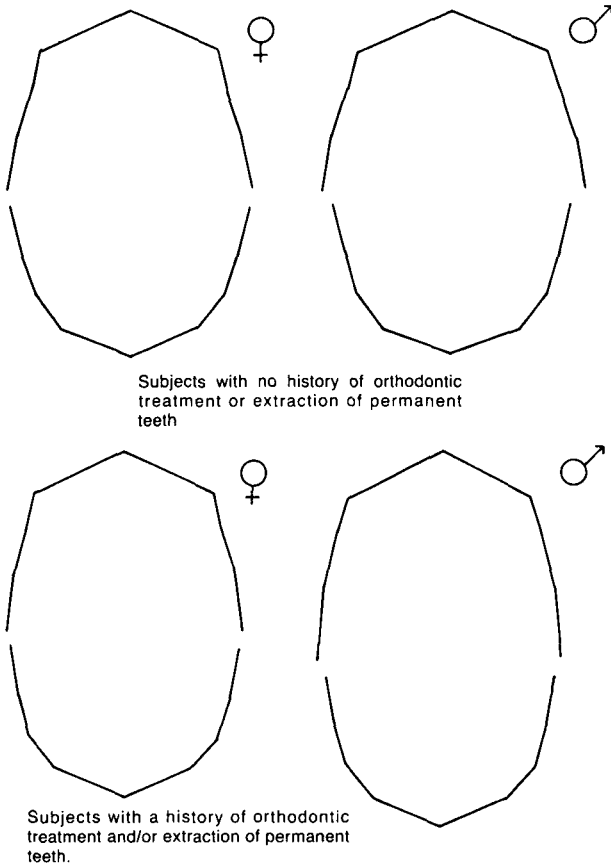 ♀
♂
Subjects with no history of orthodontic
treatment or extraction of permanent
teeth
♀
♂
Subjects with a history of orthodontic
treatment and/or extraction of permanent
teeth.